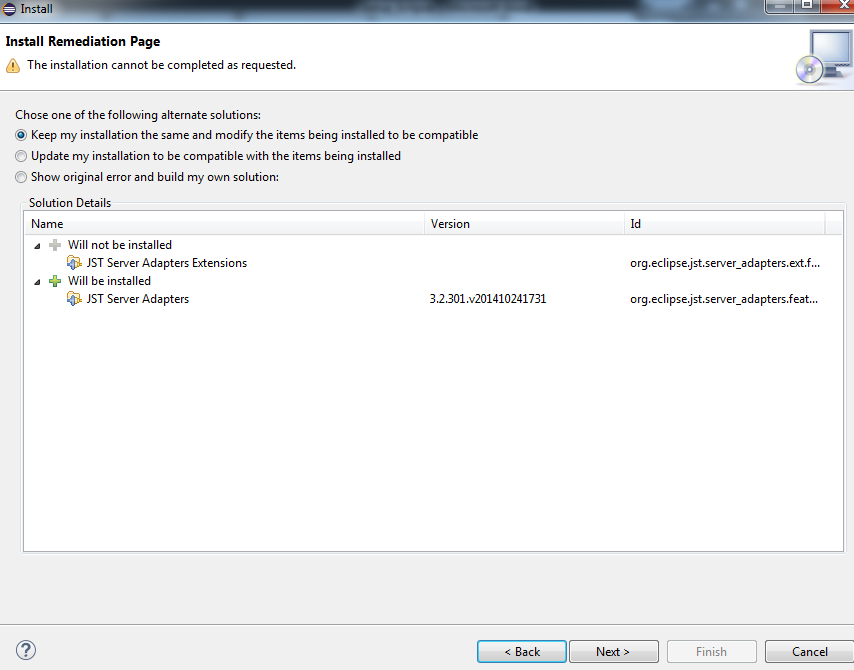 Install
Install Remediation Page
The installation cannot be completed as requested.
Chose one of the following alternate solutions:
Keep my installation the same and modify the items being installed to be compatible
Update my installation to be compatible with the items being installed
Show original error and build my own solution:
Solution Details
Name Version Id
Will not be installed
JST Server Adapters Extensions org.eclipse.jst.server_adapters.ext.f...
Will be installed
JST Server Adapters 3.2.301.v201410241731 org.eclipse.jst.server_adapters.feat...
? < Back Next > Finish Cancel